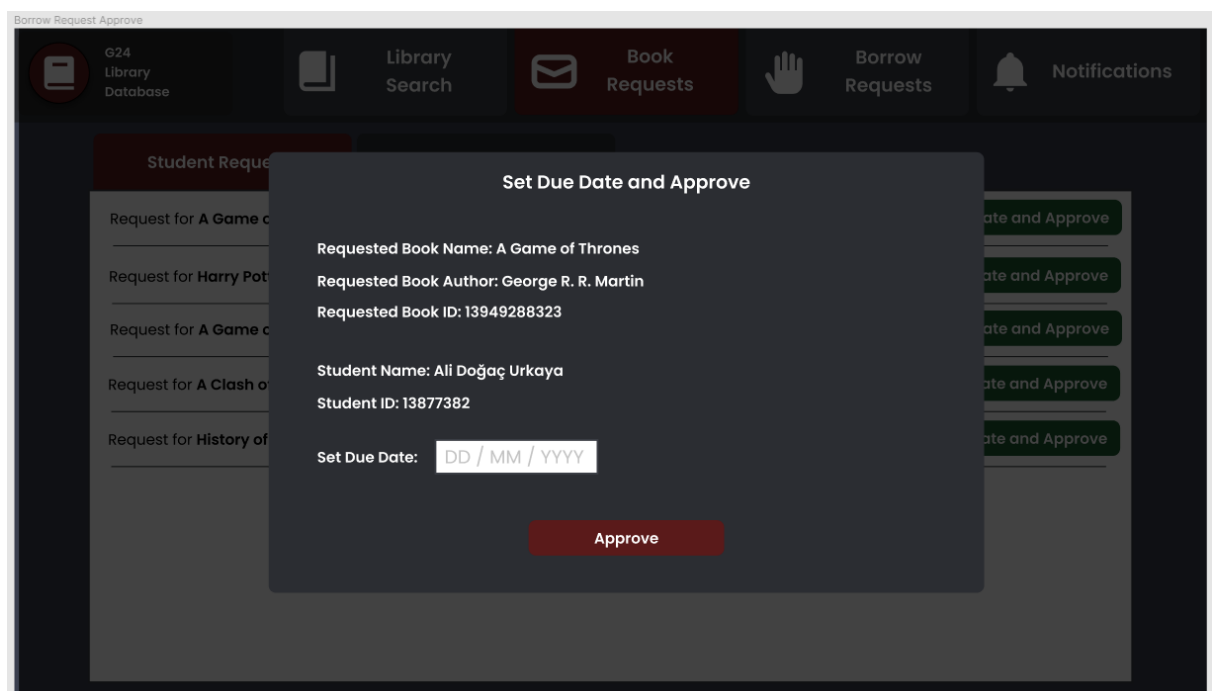 Borrow Request Approve
G24
Library
Database
Library
Search
Book
Requests
Borrow
Requests
Notifications
Student Reque
Set Due Date and Approve
Request for A Game o
ate and Approve
Requested Book Name: A Game of Thrones
Request for Harry Pot
Requested Book Author: George R. R. Martin
ate and Approve
Requested Book ID: 13949288323
Request for A Game o
ate and Approve
Student Name: Ali Doğaç Urkaya
Request for A Clash of
ate and Approve
Student ID: 13877382
Request for History of
ate and Approve
Set Due Date: DD / MM / YYYY
Approve